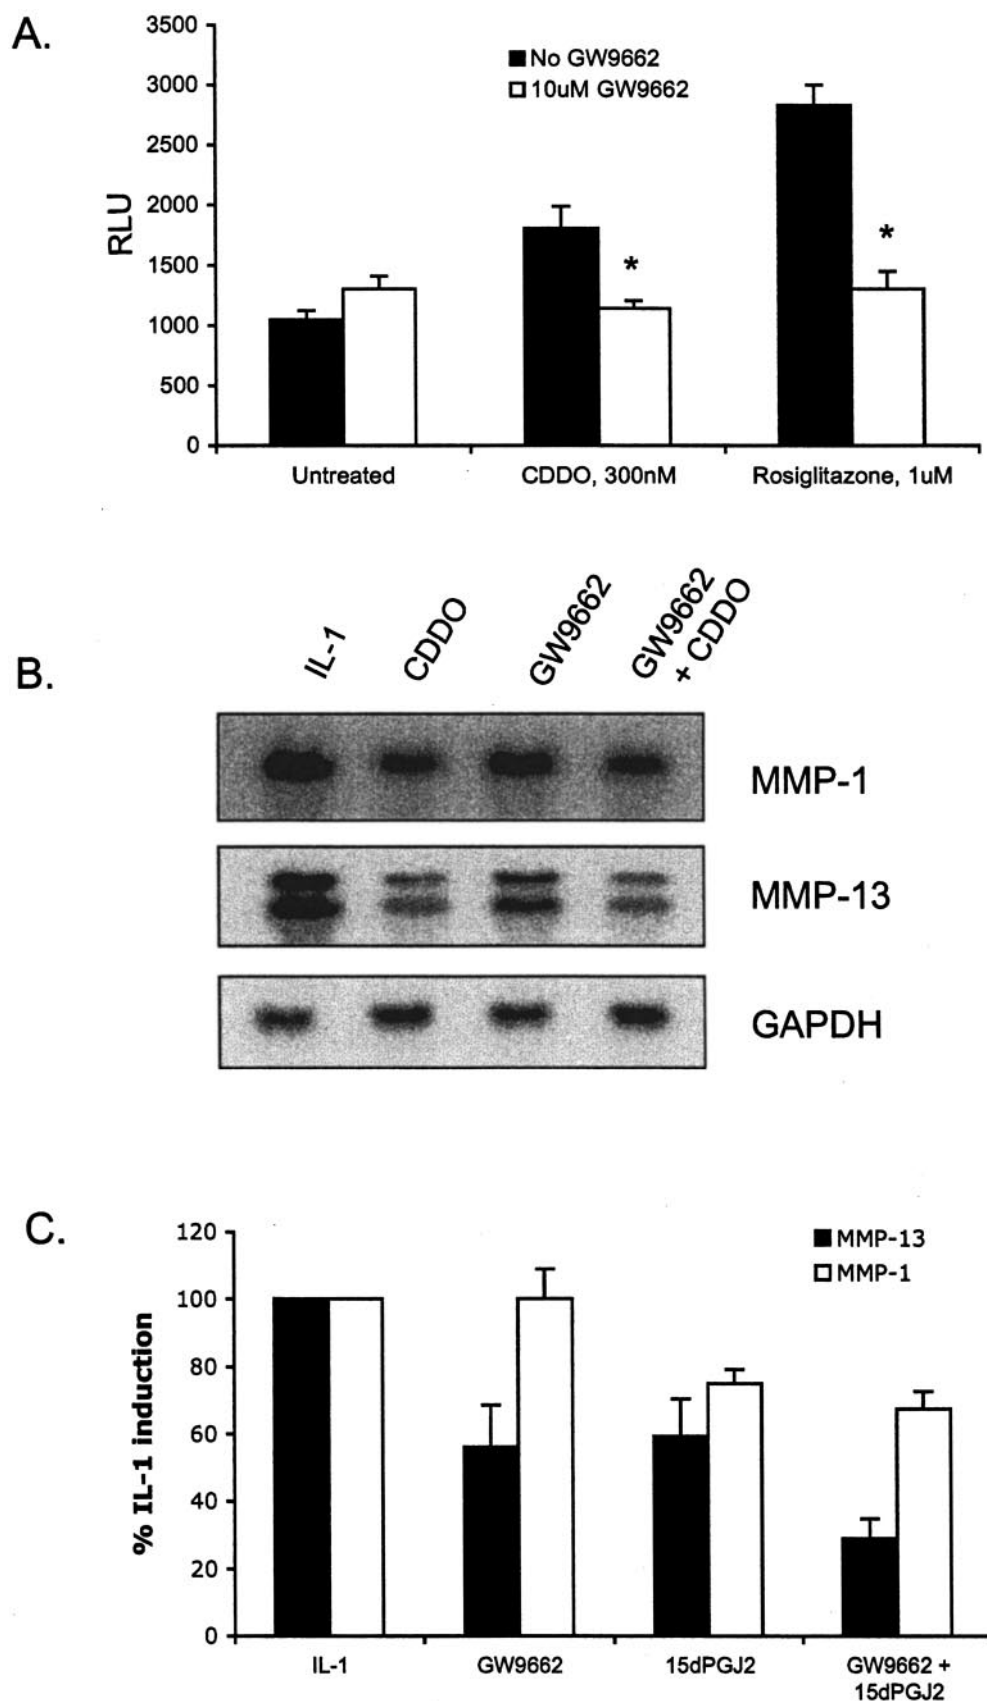 A.
3500
3000
2500
2000
1500
1000
500
0
RLU
No GW9662
10uM GW9662
*
*
Untreated
CDDO, 300nM
Rosiglitazone, 1uM
B.
IL-1
CDDO
GW9662
GW9662
+ CDDO
MMP-1
MMP-13
GAPDH
C.
120
100
80
60
40
20
0
% IL-1 induction
MMP-13
MMP-1
IL-1
GW9662
15dPGJ2
GW9662 +
15dPGJ2